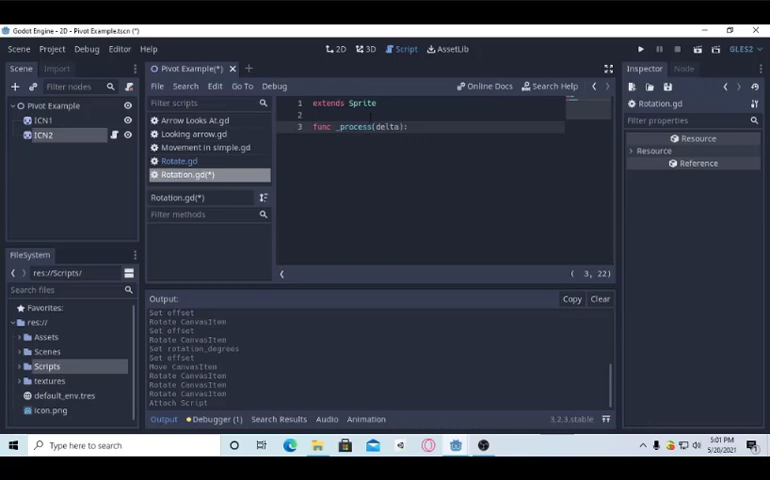 Godot Engine - 2D - Pivot Example.tscn (*)
Scene Project Debug Editor Help
2D 3D Script AssetLib
GLES2
Scene Import
Filter nodes
Pivot Example
ICN1
ICN2
FileSystem
res://Scripts/
Search files
Favorites:
res://
Assets
Scenes
Scripts
textures
default_env.tres
icon.png
Pivot Example(*)
File Search Edit Go To Debug
Online Docs Search Help
Filter scripts
Arrow Looks At.gd
Looking arrow.gd
Movement in simple.gd
Rotate.gd
Rotation.gd(*)
Rotation.gd(*)
Filter methods
1 extends Sprite
2
3 func _process(delta):
( 3, 22)
Output:
Copy Clear
Set offset
Rotate CanvasItem
Set offset
Rotate CanvasItem
Set rotation_degrees
Set offset
Move CanvasItem
Rotate CanvasItem
Rotate CanvasItem
Rotate CanvasItem
Attach Script
Output Debugger (1) Search Results Audio Animation
3.2.3.stable
Inspector Node
Rotation.gd
Filter properties
Resource
Resource
Reference
Type here to search
5:01 PM
5/20/2021